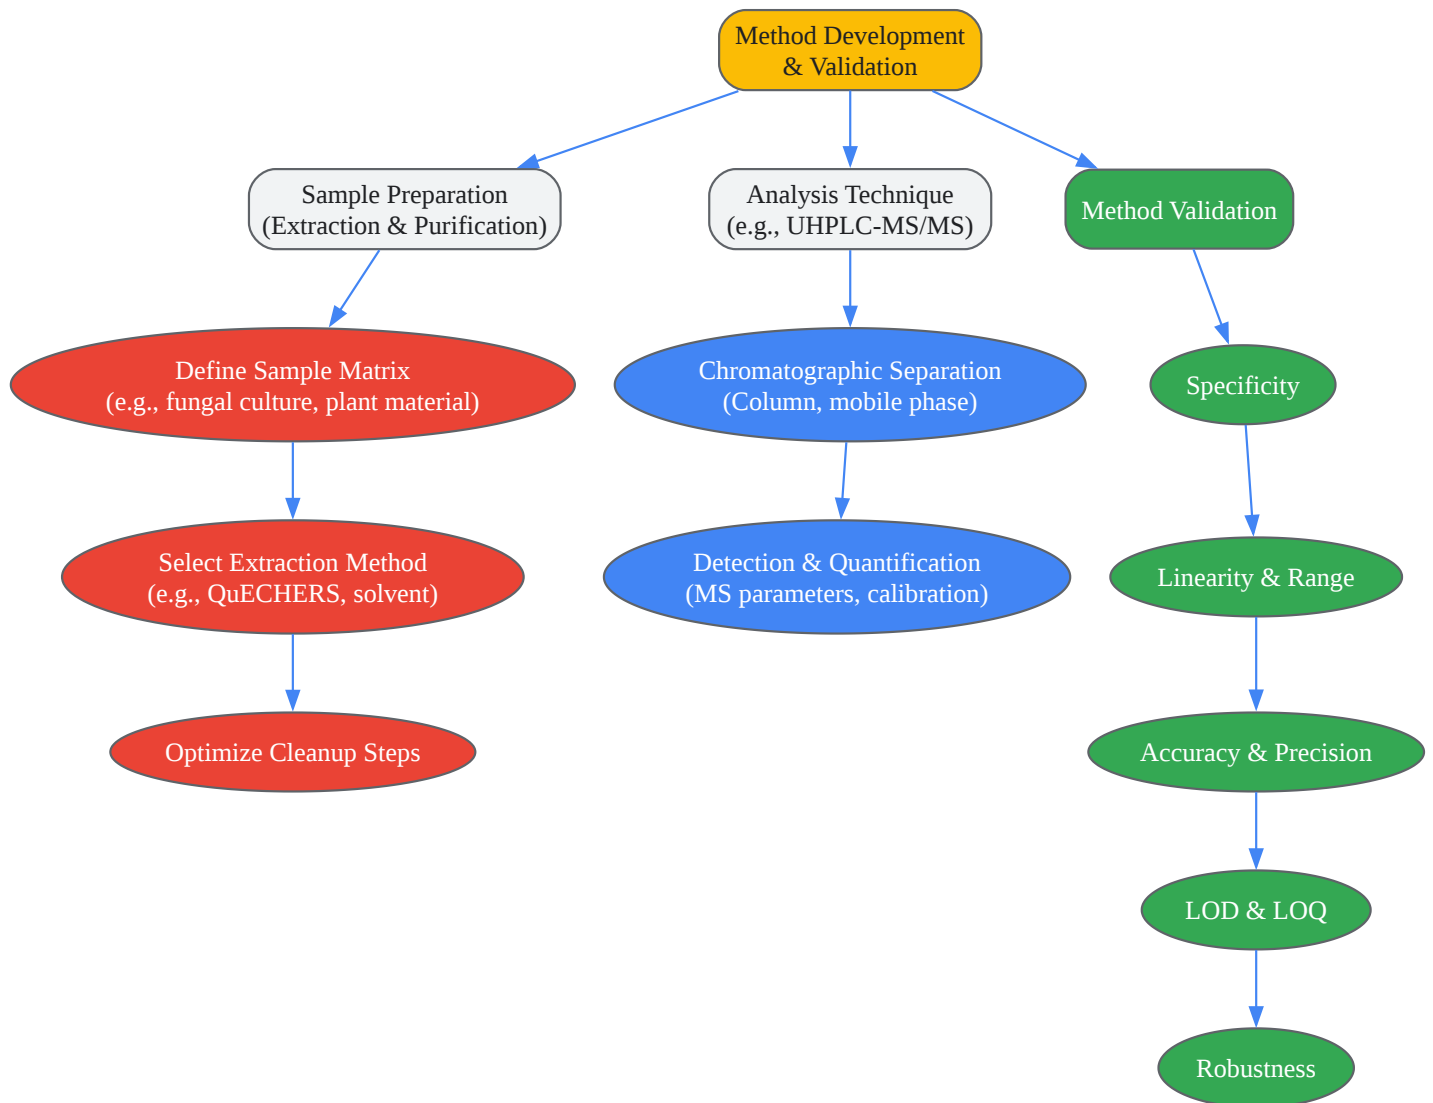 Method Development
& Validation
Sample Preparation
(Extraction & Purification)
Analysis Technique
(e.g., UHPLC-MS/MS)
Method Validation
Define Sample Matrix
(e.g., fungal culture, plant material)
Chromatographic Separation
(Column, mobile phase)
Specificity
Select Extraction Method
(e.g., QuECHERS, solvent)
Detection & Quantification
(MS parameters, calibration)
Linearity & Range
Optimize Cleanup Steps
Accuracy & Precision
LOD & LOQ
Robustness